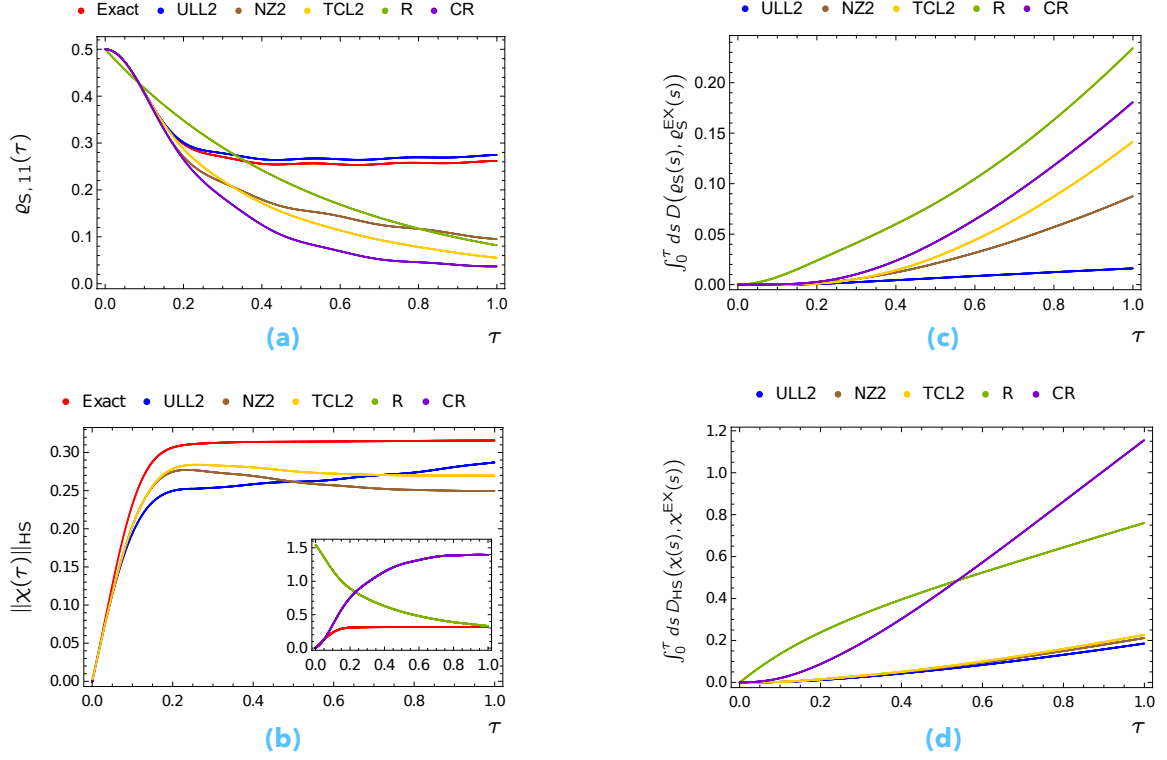 Exact ULL2 NZ2 TCL2 R CR
ϱS,11(τ)
0.5
0.4
0.3
0.2
0.1
0.0
0.0 0.2 0.4 0.6 0.8 1.0
τ
(a)
ULL2 NZ2 TCL2 R CR
∫₀^τ ds D(ϱS(s), ϱS^EX(s))
0.20
0.15
0.10
0.05
0.00
0.0 0.2 0.4 0.6 0.8 1.0
τ
(c)
Exact ULL2 NZ2 TCL2 R CR
||χ(τ)||HS
0.30
0.25
0.20
0.15
0.10
0.05
0.00
1.5
1.0
0.5
0.0
0.0 0.2 0.4 0.6 0.8 1.0
0.0 0.2 0.4 0.6 0.8 1.0
τ
(b)
ULL2 NZ2 TCL2 R CR
∫₀^τ ds DHS(χ(s), χ^EX(s))
1.2
1.0
0.8
0.6
0.4
0.2
0.0
0.0 0.2 0.4 0.6 0.8 1.0
τ
(d)